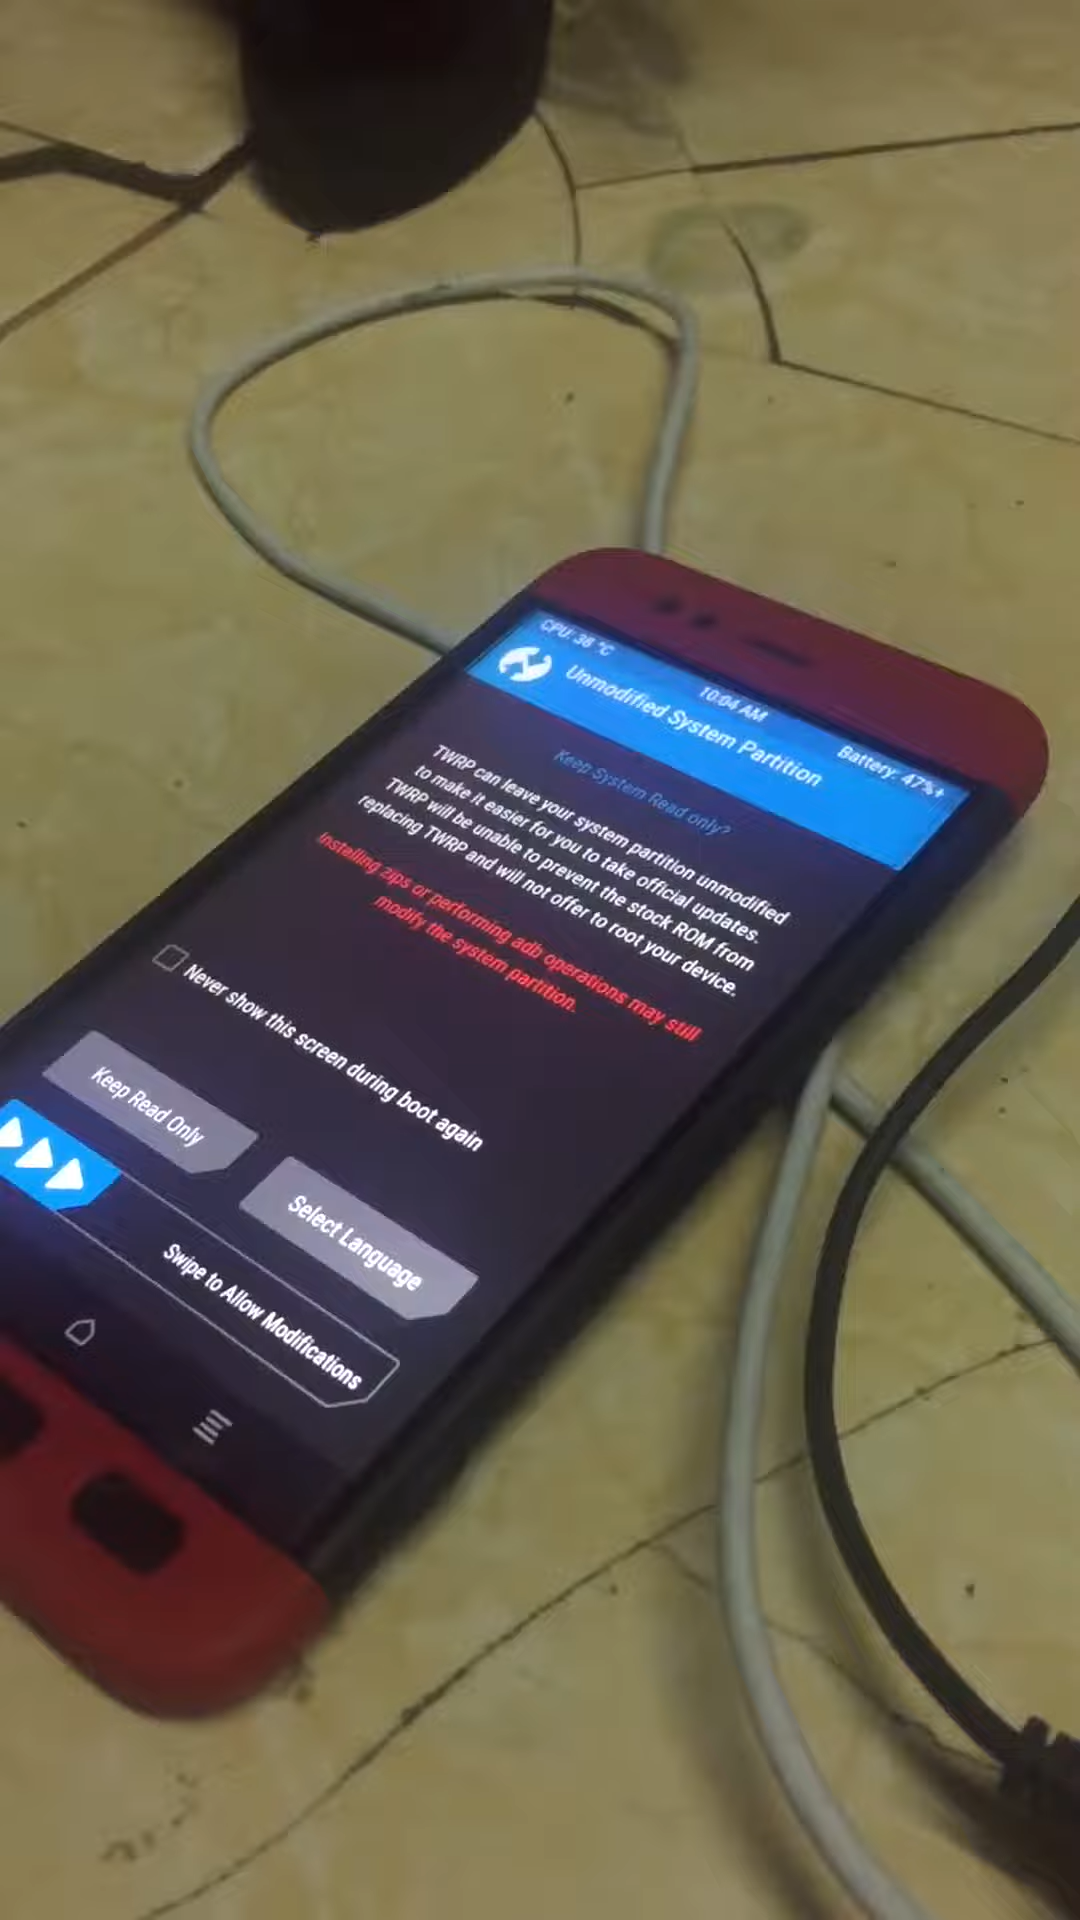 CPU: 38 °C
10:04 AM
Battery: 47%+
Unmodified System Partition
Keep System Read only?
TWRP can leave your system partition unmodified
to make it easier for you to take official updates.
TWRP will be unable to prevent the stock ROM from
replacing TWRP and will not offer to root your device.
Installing zips or performing adb operations may still
modify the system partition.
Never show this screen during boot again
Keep Read Only
Select Language
Swipe to Allow Modifications